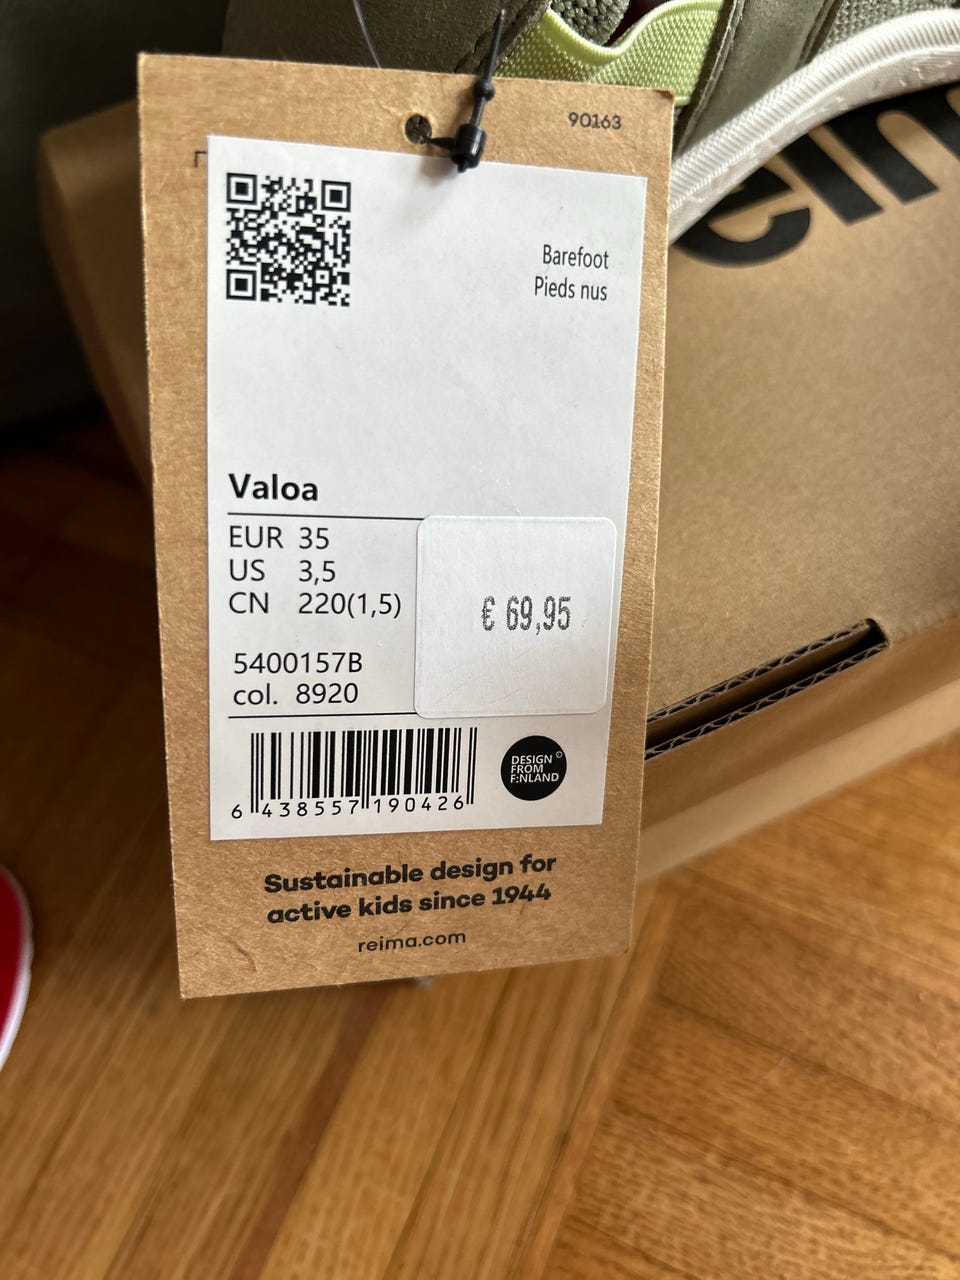 90163
Barefoot
Pieds nus
Valoa
EUR 35
US 3,5
CN 220(1,5)
€ 69,95
5400157B
col. 8920
6 438557 190426
DESIGN
FROM
F:NLAND
Sustainable design for
active kids since 1944
reima.com